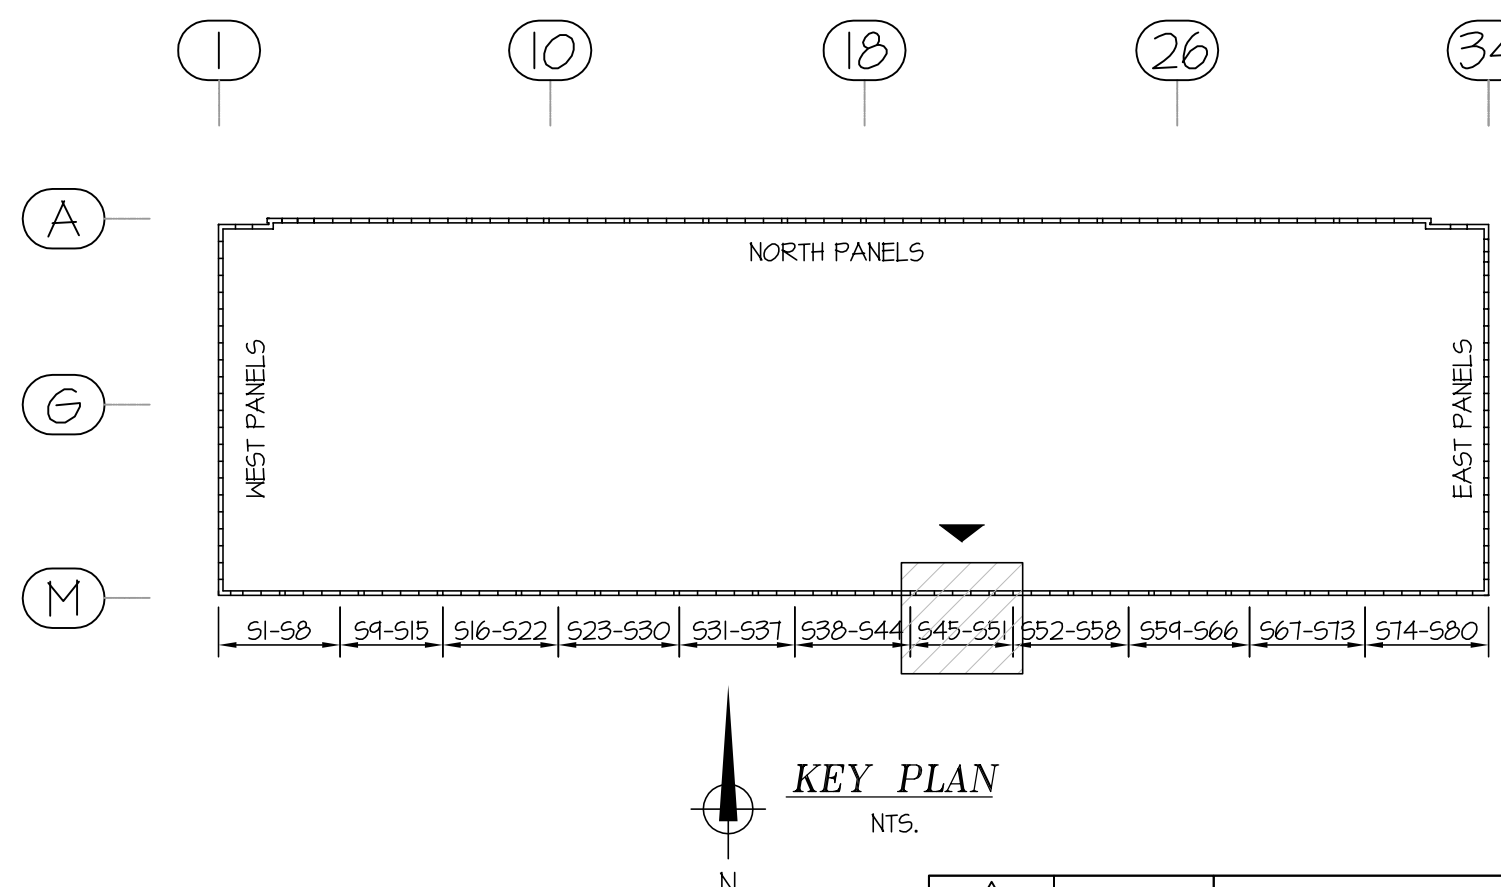 1 10 18 26 34
A
NORTH PANELS
WEST PANELS
EAST PANELS
G
M
S1-S8 S9-S15 S16-S22 S23-S30 S31-S37 S38-S44 S45-S51 S52-S58 S59-S66 S67-S73 S74-S80
KEY PLAN
NTS.
N